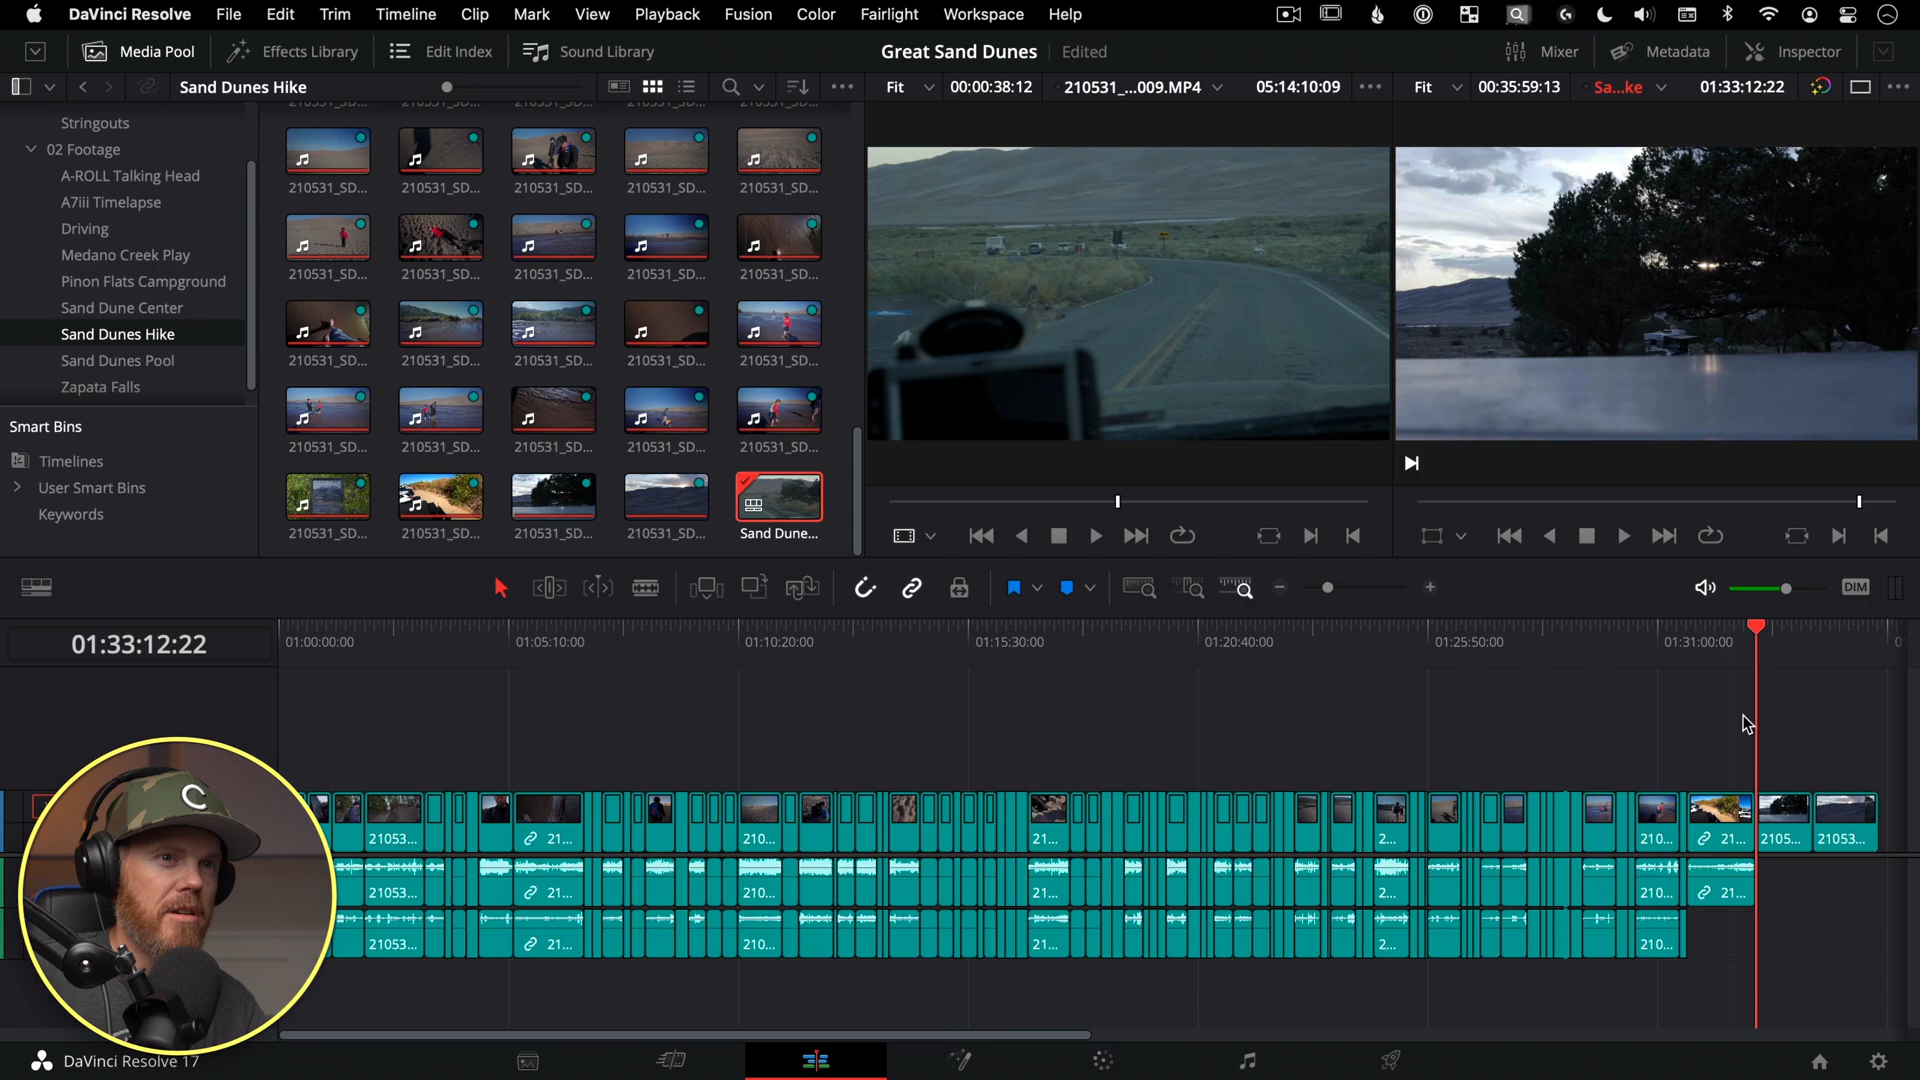 DaVinci Resolve File Edit Trim Timeline Clip Mark View Playback Fusion Color Fairlight Workspace Help
Media Pool Effects Library Edit Index Sound Library Great Sand Dunes Edited Mixer Metadata Inspector
Sand Dunes Hike Fit 00:00:38:12 210531_...009.MP4 05:14:10:09 Fit 00:35:59:13 Sa...ke 01:33:12:22
Stringouts
02 Footage
A-ROLL Talking Head
A7iii Timelapse
Driving
Medano Creek Play
Pinon Flats Campground
Sand Dune Center
Sand Dunes Hike
Sand Dunes Pool
Zapata Falls
Smart Bins
Timelines
User Smart Bins
Keywords
210531_SD... 210531_SD... 210531_SD... 210531_SD... 210531_SD...
210531_SD... 210531_SD... 210531_SD... 210531_SD... 210531_SD...
210531_SD... 210531_SD... 210531_SD... 210531_SD... 210531_SD...
210531_SD... 210531_SD... 210531_SD... 210531_SD... 210531_SD...
210531_SD... 210531_SD... 210531_SD... 210531_SD... Sand Dune...
DIM
01:33:12:22 01:00:00:00 01:05:10:00 01:10:20:00 01:15:30:00 01:20:40:00 01:25:50:00 01:31:00:00
21053... 21... 210... 21... 2... 210... 21... 2105... 21053...
21053... 21... 210... 21... 2... 210... 21...
21053... 21... 210... 21... 2... 210...
DaVinci Resolve 17